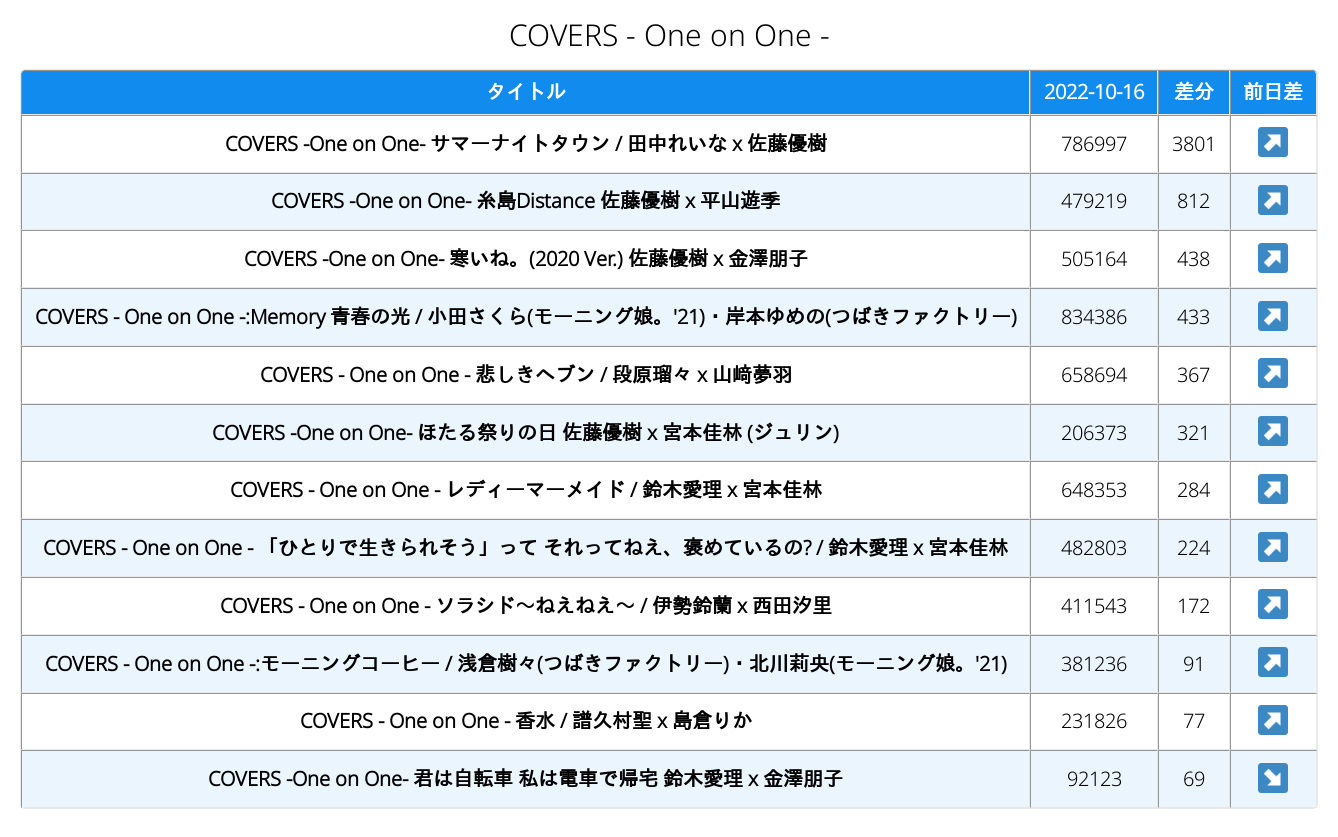 COVERS - One on One -
タイトル 2022-10-16 差分 前日差
COVERS -One on One- サマーナイトタウン / 田中れいな x 佐藤優樹 786997 3801
COVERS -One on One- 糸島Distance 佐藤優樹 x 平山遊季 479219 812
COVERS -One on One- 寒いね。(2020 Ver.) 佐藤優樹 x 金澤朋子 505164 438
COVERS - One on One -:Memory 青春の光 / 小田さくら(モーニング娘。'21)・岸本ゆめの(つばきファクトリー) 834386 433
COVERS - One on One - 悲しきヘブン / 段原瑠々 x 山﨑夢羽 658694 367
COVERS -One on One- ほたる祭りの日 佐藤優樹 x 宮本佳林 (ジュリン) 206373 321
COVERS - One on One - レディーマーメイド / 鈴木愛理 x 宮本佳林 648353 284
COVERS - One on One - 「ひとりで生きられそう」って それってねえ、褒めているの? / 鈴木愛理 x 宮本佳林 482803 224
COVERS - One on One - ソラシド〜ねえねえ〜 / 伊勢鈴蘭 x 西田汐里 411543 172
COVERS - One on One -:モーニングコーヒー / 浅倉樹々(つばきファクトリー)・北川莉央(モーニング娘。'21) 381236 91
COVERS - One on One - 香水 / 譜久村聖 x 島倉りか 231826 77
COVERS -One on One- 君は自転車 私は電車で帰宅 鈴木愛理 x 金澤朋子 92123 69